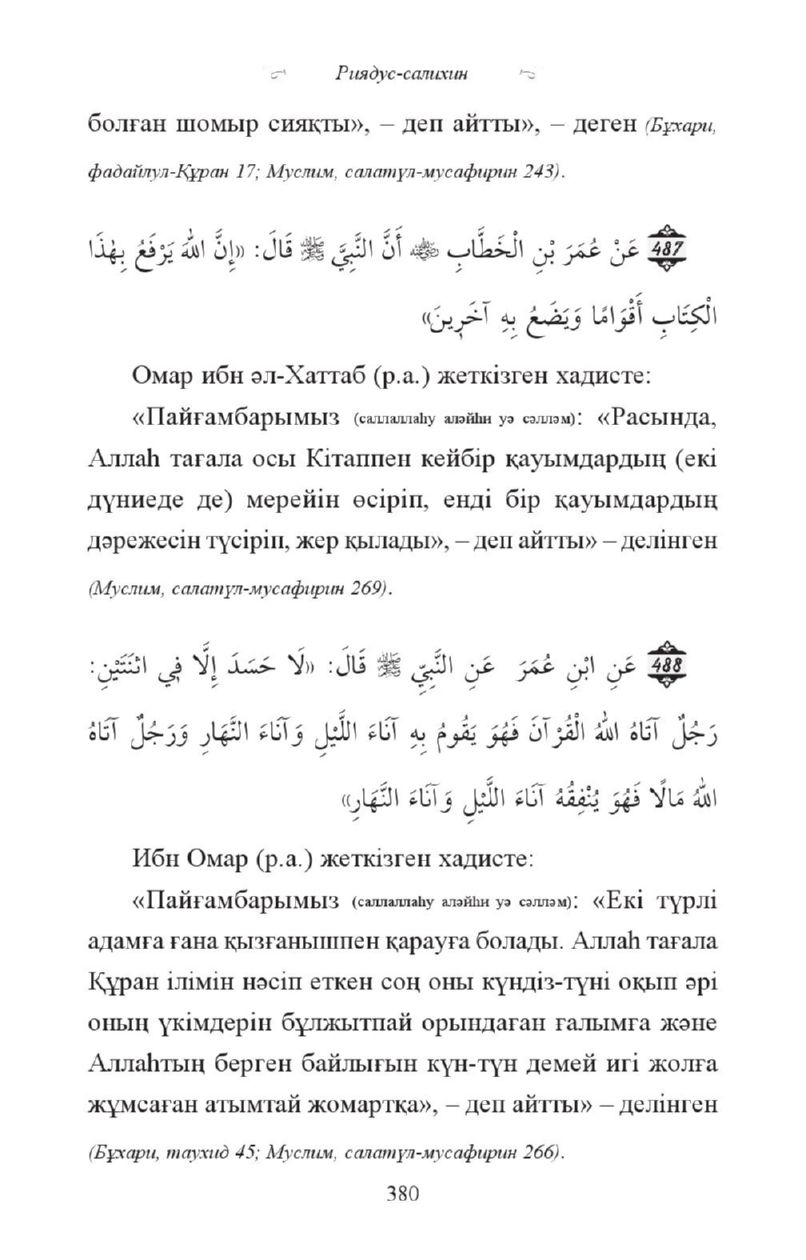 Риядус-салихин
болған шомыр сияқты», – деп айтты», – деген (Бұхари,
фадайлул-Құран 17; Муслим, салатүл-мусафирин 243).
487 عَنْ عُمَرَ بْنِ الْخَطَّابِ ﷺ أَنَّ النَّبِيَّ ﷺ قَالَ: «إِنَّ اللهَ يَرْفَعُ بِهٰذَا
الْكِتَابِ أَقْوَامًا وَيَضَعُ بِهِ آخَرِينَ»
Омар ибн әл-Хаттаб (р.а.) жеткізген хадисте:
«Пайғамбарымыз (саллаллаһу аләйһи уә сәлләм): «Расында,
Аллаһ тағала осы Кітаппен кейбір қауымдардың (екі
дүниеде де) мерейін өсіріп, енді бір қауымдардың
дәрежесін түсіріп, жер қылады», – деп айтты» – делінген
(Муслим, салатүл-мусафирин 269).
488 عَنِ ابْنِ عُمَرَ عَنِ النَّبِيِّ ﷺ قَالَ: «لَا حَسَدَ إِلَّا فِي اثْنَتَيْنِ:
رَجُلٌ آتَاهُ اللهُ الْقُرْآنَ فَهُوَ يَقُومُ بِهِ آنَاءَ اللَّيْلِ وَآنَاءَ النَّهَارِ وَرَجُلٌ آتَاهُ
اللهُ مَالًا فَهُوَ يُنْفِقُهُ آنَاءَ اللَّيْلِ وَآنَاءَ النَّهَارِ»
Ибн Омар (р.а.) жеткізген хадисте:
«Пайғамбарымыз (саллаллаһу аләйһи уә сәлләм): «Екі түрлі
адамға ғана қызғанышпен қарауға болады. Аллаһ тағала
Құран ілімін нәсіп еткен соң оны күндіз-түні оқып әрі
оның үкімдерін бұлжытпай орындаған ғалымға және
Аллаһтың берген байлығын күн-түн демей игі жолға
жұмсаған атымтай жомартқа», – деп айтты» – делінген
(Бұхари, таухид 45; Муслим, салатүл-мусафирин 266).
380